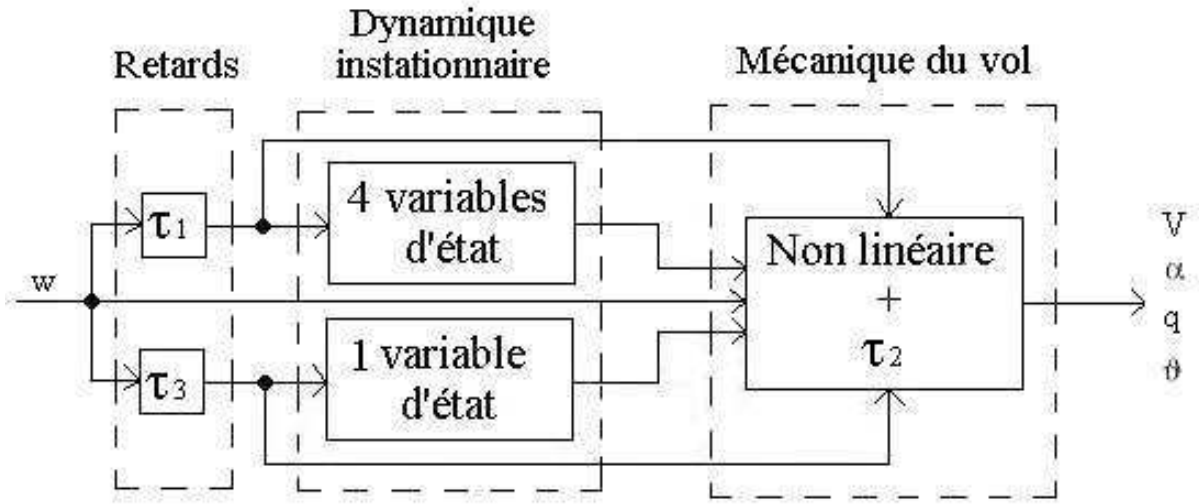 Retards
Dynamique
instationnaire
Mécanique du vol
τ1
4 variables
d'état
w
τ3
1 variable
d'état
Non linéaire
+
τ2
V
α
q
ϑ